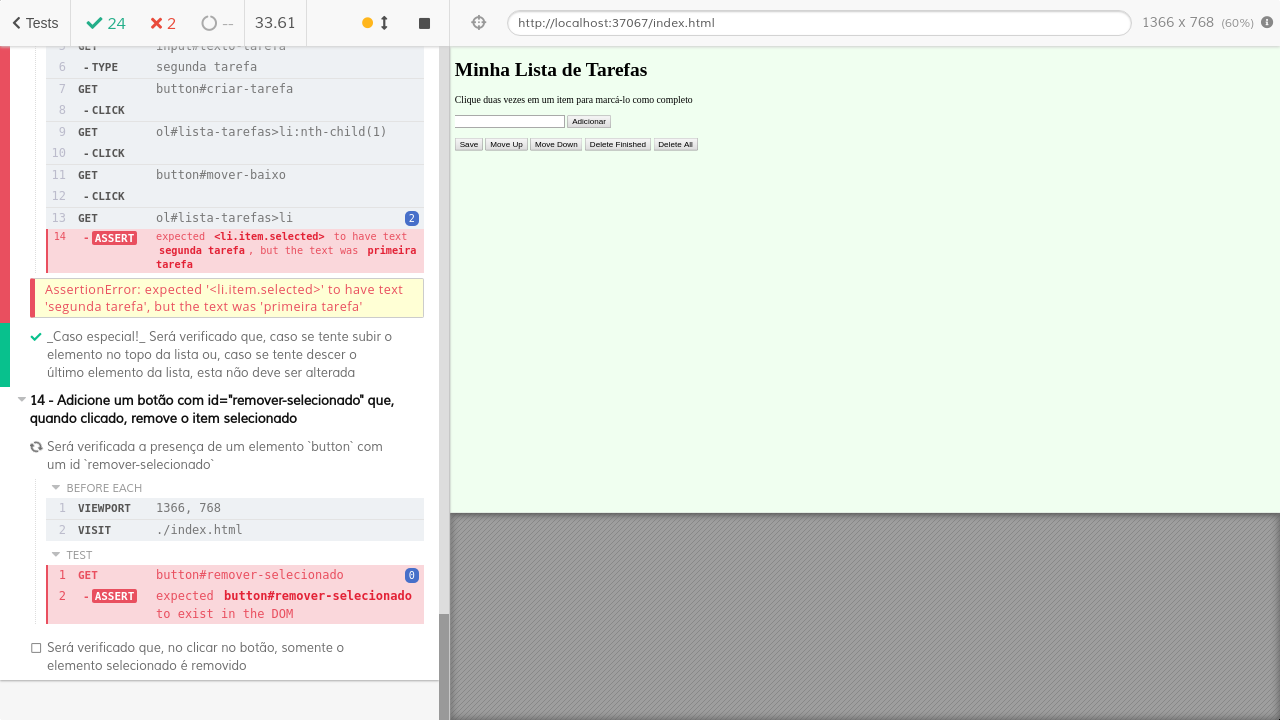 Tests
24
2
--
33.61
http://localhost:37067/index.html
1366 x 768 (60%)
5 GET input#texto-tarefa
6 - TYPE segunda tarefa
7 GET button#criar-tarefa
8 - CLICK
9 GET ol#lista-tarefas>li:nth-child(1)
10 - CLICK
11 GET button#mover-baixo
12 - CLICK
13 GET ol#lista-tarefas>li 2
14 - ASSERT expected <li.item.selected> to have text
segunda tarefa, but the text was primeira
tarefa
AssertionError: expected '<li.item.selected>' to have text
'segunda tarefa', but the text was 'primeira tarefa'
_Caso especial!_ Será verificado que, caso se tente subir o
elemento no topo da lista ou, caso se tente descer o
último elemento da lista, esta não deve ser alterada
14 - Adicione um botão com id="remover-selecionado" que,
quando clicado, remove o item selecionado
Será verificada a presença de um elemento `button` com
um id `remover-selecionado`
BEFORE EACH
1 VIEWPORT 1366, 768
2 VISIT ./index.html
TEST
1 GET button#remover-selecionado 0
2 - ASSERT expected button#remover-selecionado
to exist in the DOM
Será verificado que, no clicar no botão, somente o
elemento selecionado é removido
Minha Lista de Tarefas
Clique duas vezes em um item para marcá-lo como completo
Adicionar
Save Move Up Move Down Delete Finished Delete All